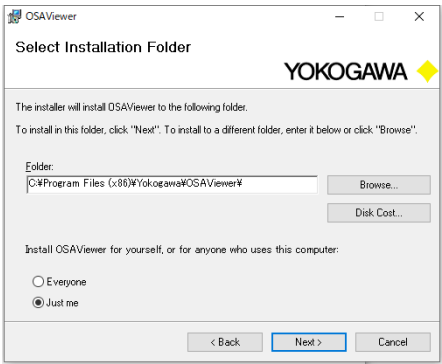 OSAViewer
Select Installation Folder
YOKOGAWA
The installer will install OSAViewer to the following folder.
To install in this folder, click "Next". To install to a different folder, enter it below or click "Browse".
Folder:
C:¥Program Files (x86)¥Yokogawa¥OSAViewer¥
Browse...
Disk Cost...
Install OSAViewer for yourself, or for anyone who uses this computer:
Everyone
Just me
< Back
Next >
Cancel